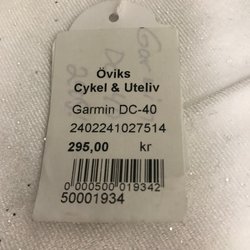 Öviks
Cykel & Uteliv
Garmin DC-40
2402241027514
295,00 kr
0 000500 019342
50001934